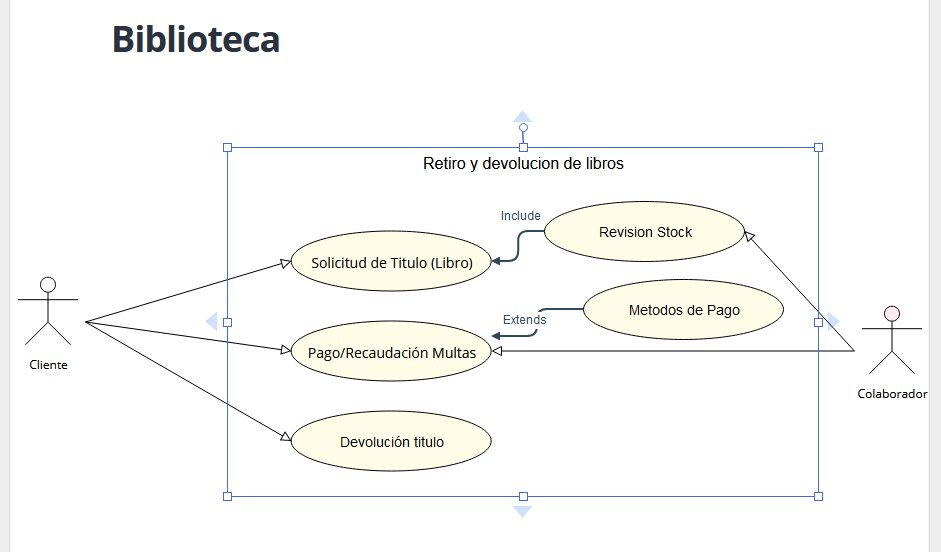 Biblioteca
Retiro y devolucion de libros
Include
Revision Stock
Solicitud de Titulo (Libro)
Metodos de Pago
Extends
Pago/Recaudación Multas
Cliente
Colaborador
Devolución titulo